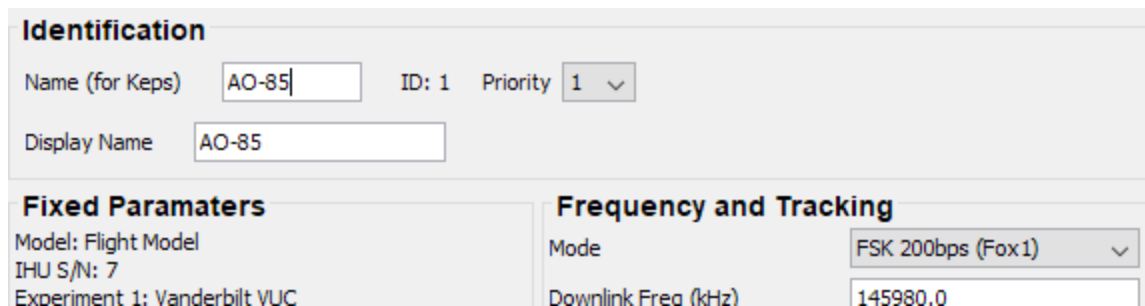 Identification
Name (for Keps) AO-85 ID: 1 Priority 1
Display Name AO-85
Fixed Paramaters
Model: Flight Model
IHU S/N: 7
Experiment 1: Vanderbilt VUC
Frequency and Tracking
Mode FSK 200bps (Fox1)
Downlink Freq (kHz) 145980.0